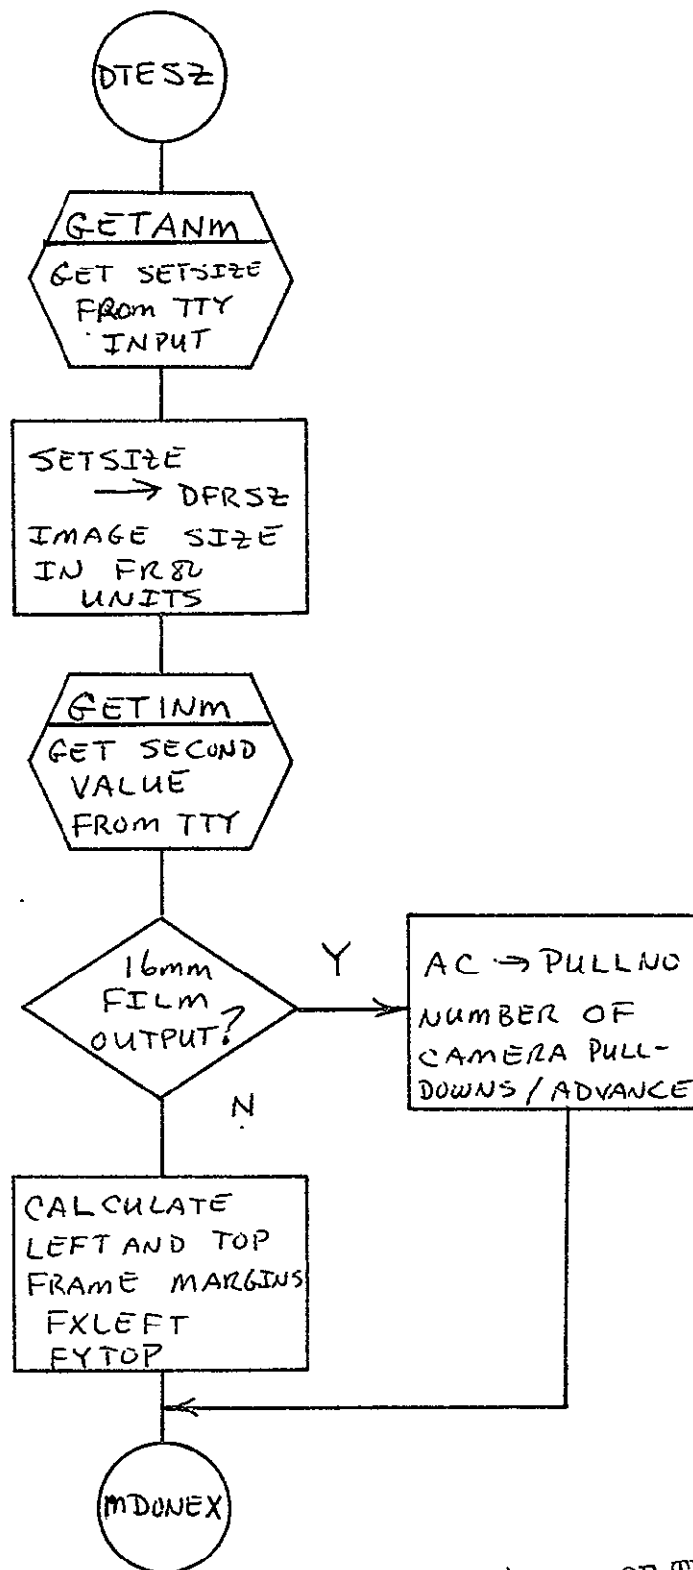 DTESZ
GETANM
GET SETSIZE
FROM TTY
INPUT
SETSIZE
→ DFRSZ
IMAGE SIZE
IN FR80
UNITS
GETINM
GET SECOND
VALUE
FROM TTY
16mm
FILM
OUTPUT?
Y
AC → PULLNO
NUMBER OF
CAMERA PULL-
DOWNS / ADVANCE
N
CALCULATE
LEFT AND TOP
FRAME MARGINS
FXLEFT
FYTOP
MDONEX